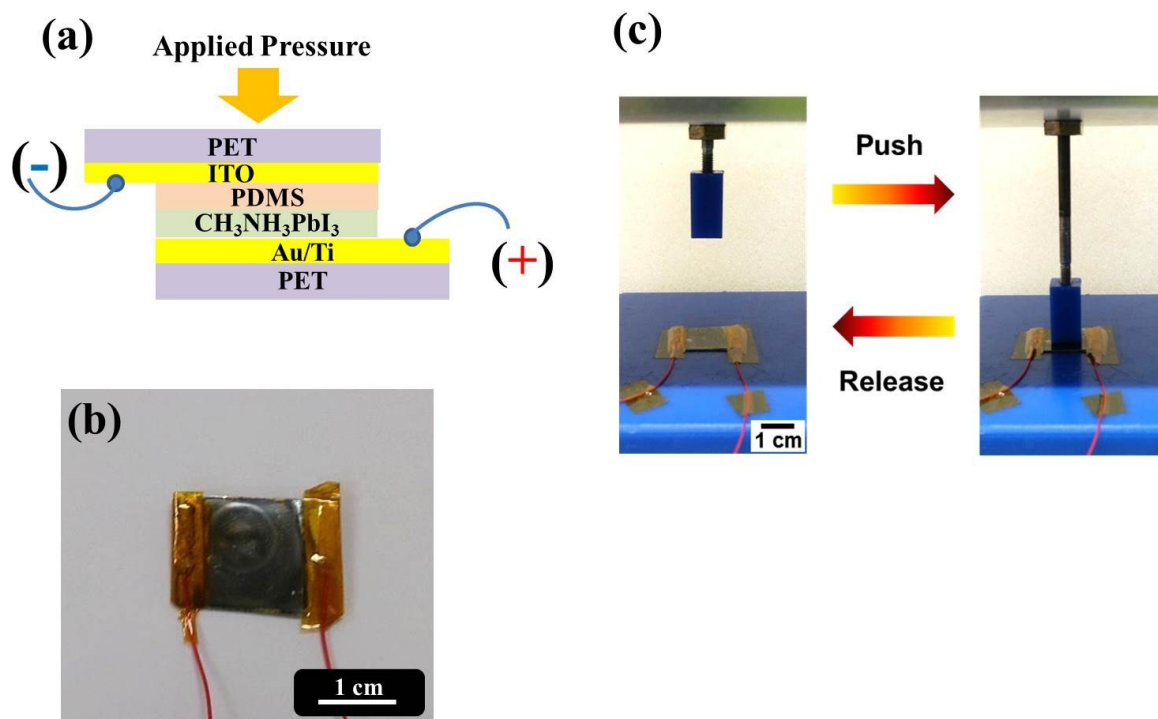 (a)
Applied Pressure
PET
(-)
ITO
PDMS
CH₃NH₃PbI₃
Au/Ti
(+)
PET
(b)
1 cm
(c)
Push
Release
1 cm